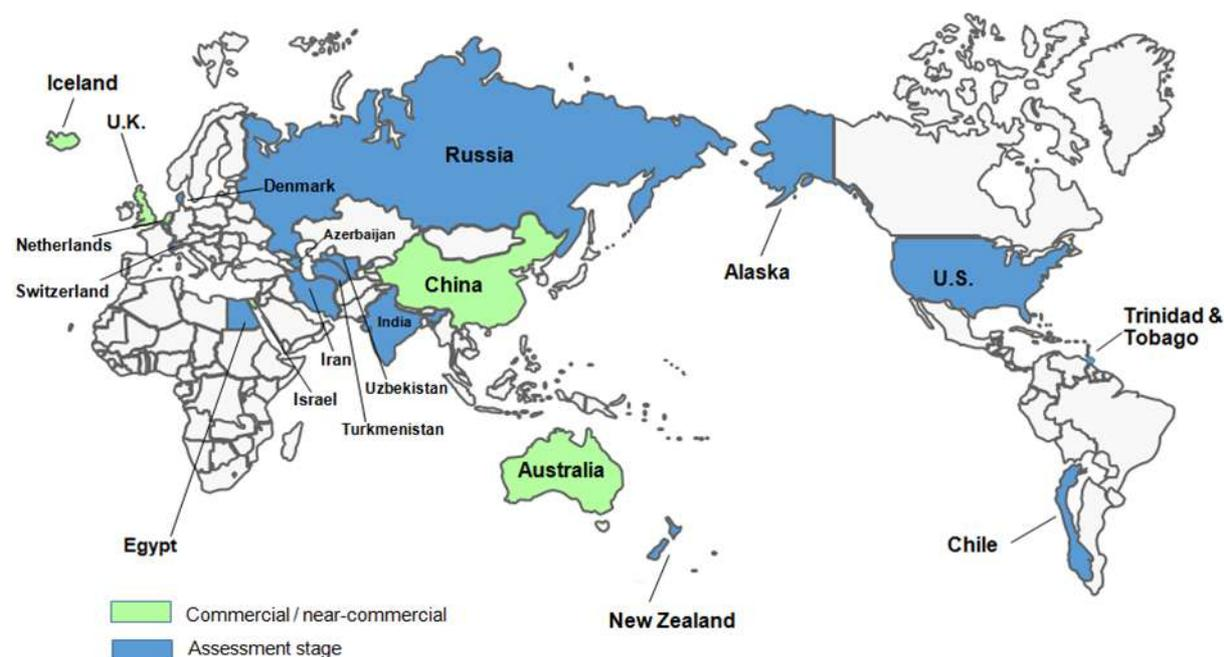 Iceland
U.K.
Russia
Denmark
Netherlands
Azerbaijan
Switzerland
China
Alaska
U.S.
India
Trinidad &
Tobago
Iran
Israel
Uzbekistan
Turkmenistan
Australia
Egypt
Chile
New Zealand
Commercial / near-commercial
Assessment stage